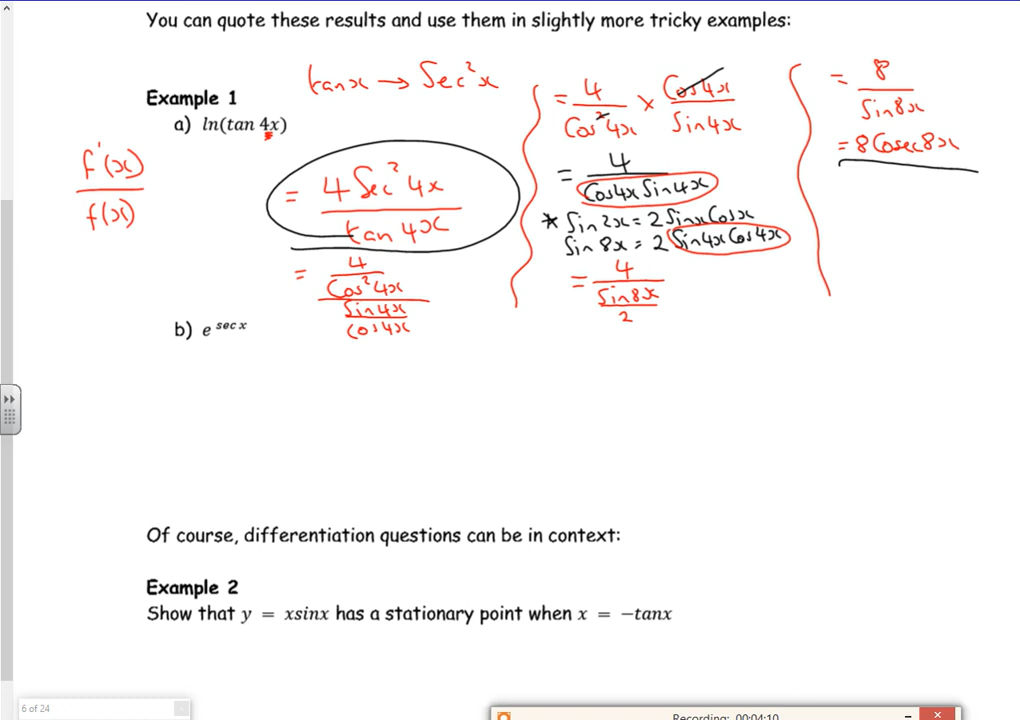 You can quote these results and use them in slightly more tricky examples:
Example 1
tanx → Sec²x
a) ln(tan 4x)
f'(x)
f(x)
= 4 Sec² 4x
tan 4x
= 4
Cos² 4x
Sin 4x
Cos 4x
= 4 × Cos 4x
Cos² 4x Sin 4x
= 4
Cos 4x Sin 4x
* Sin 2x = 2 Sinx Cosx
Sin 8x = 2 Sin 4x Cos 4x
= 4
Sin 8x
2
= 8
Sin 8x
= 8 Cosec 8x
b) e^sec x
Of course, differentiation questions can be in context:
Example 2
Show that y = xsinx has a stationary point when x = −tanx
6 of 24
Recording: 00:04:10